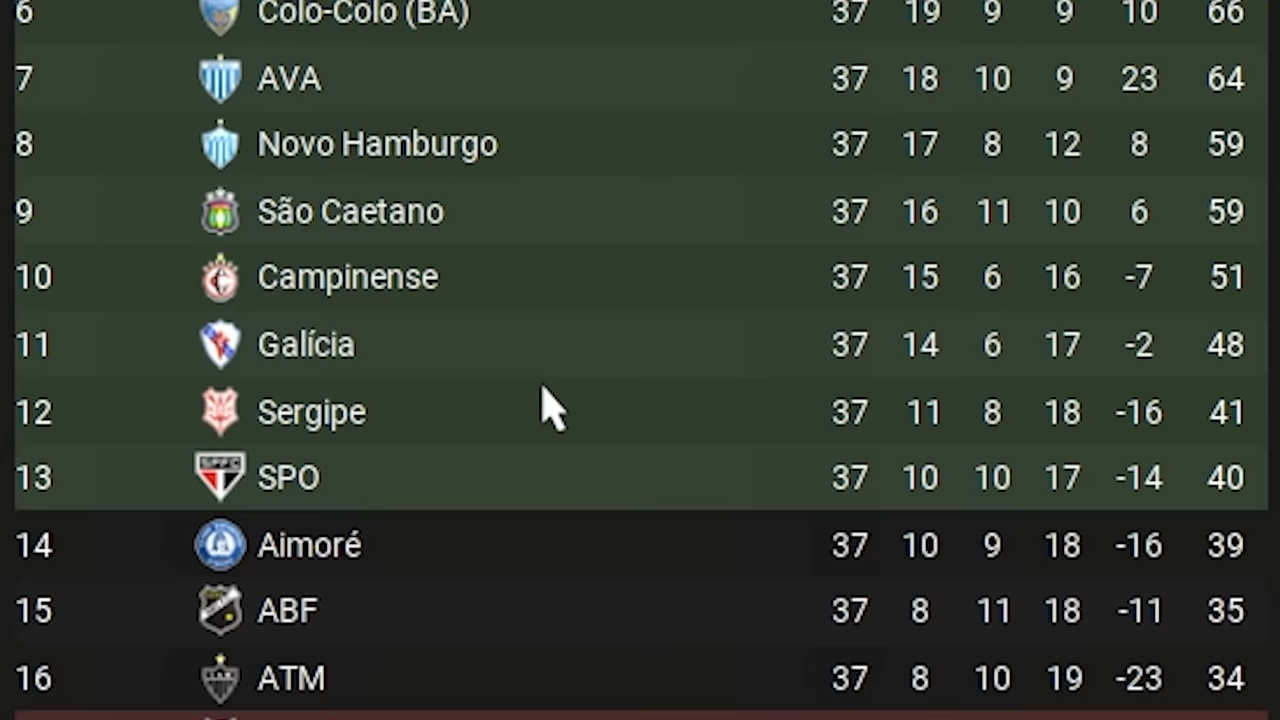 6 Colo-Colo (BA) 37 19 9 9 10 66
7 AVA 37 18 10 9 23 64
8 Novo Hamburgo 37 17 8 12 8 59
9 São Caetano 37 16 11 10 6 59
10 Campinense 37 15 6 16 -7 51
11 Galícia 37 14 6 17 -2 48
12 Sergipe 37 11 8 18 -16 41
13 SPO 37 10 10 17 -14 40
14 Aimoré 37 10 9 18 -16 39
15 ABF 37 8 11 18 -11 35
16 ATM 37 8 10 19 -23 34